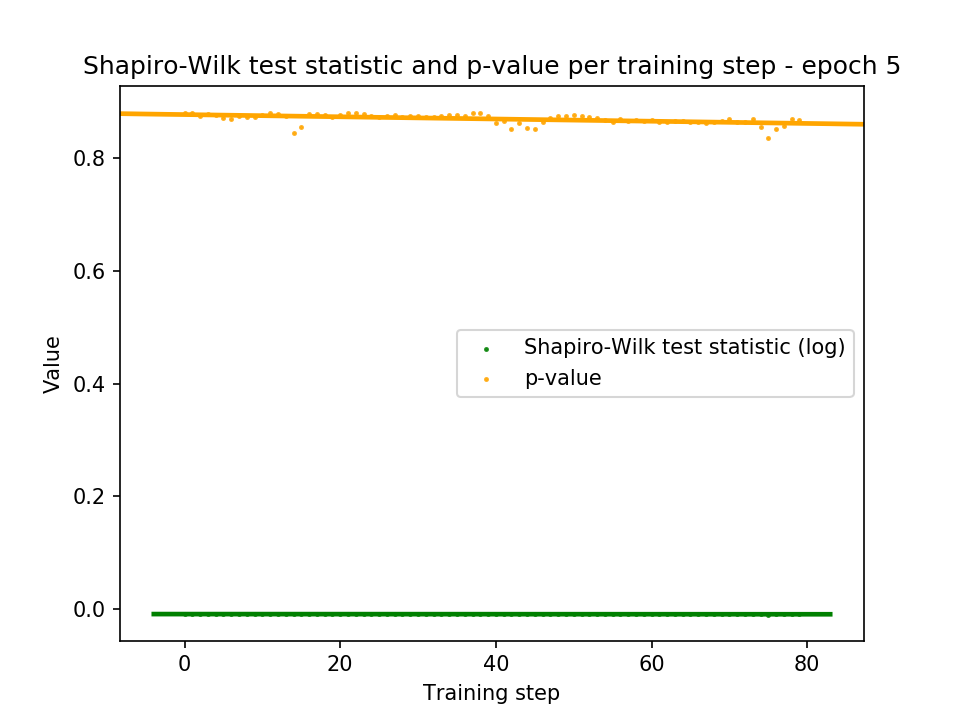 Shapiro-Wilk test statistic and p-value per training step - epoch 5
Value
0.8
0.6
0.4
0.2
0.0
Shapiro-Wilk test statistic (log)
p-value
0 20 40 60 80
Training step